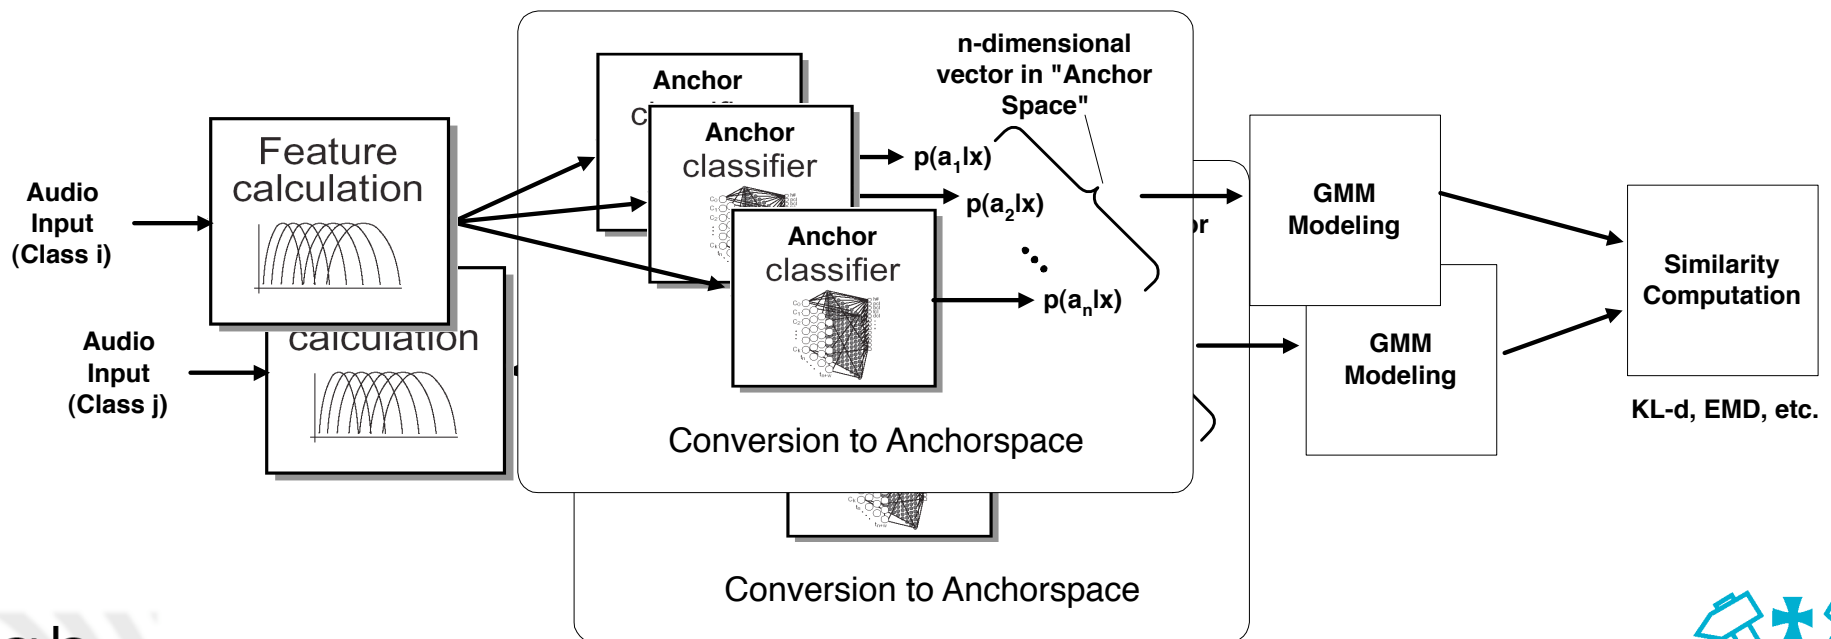 Audio
Input
(Class i)
Feature
calculation
Anchor
Anchor
classifier
Anchor
classifier
n-dimensional
vector in "Anchor
Space"
p(a₁|x)
p(a₂|x)
p(aₙ|x)
Conversion to Anchorspace
GMM
Modeling
Similarity
Computation
KL-d, EMD, etc.
Audio
Input
(Class j)
calculation
GMM
Modeling
Conversion to Anchorspace